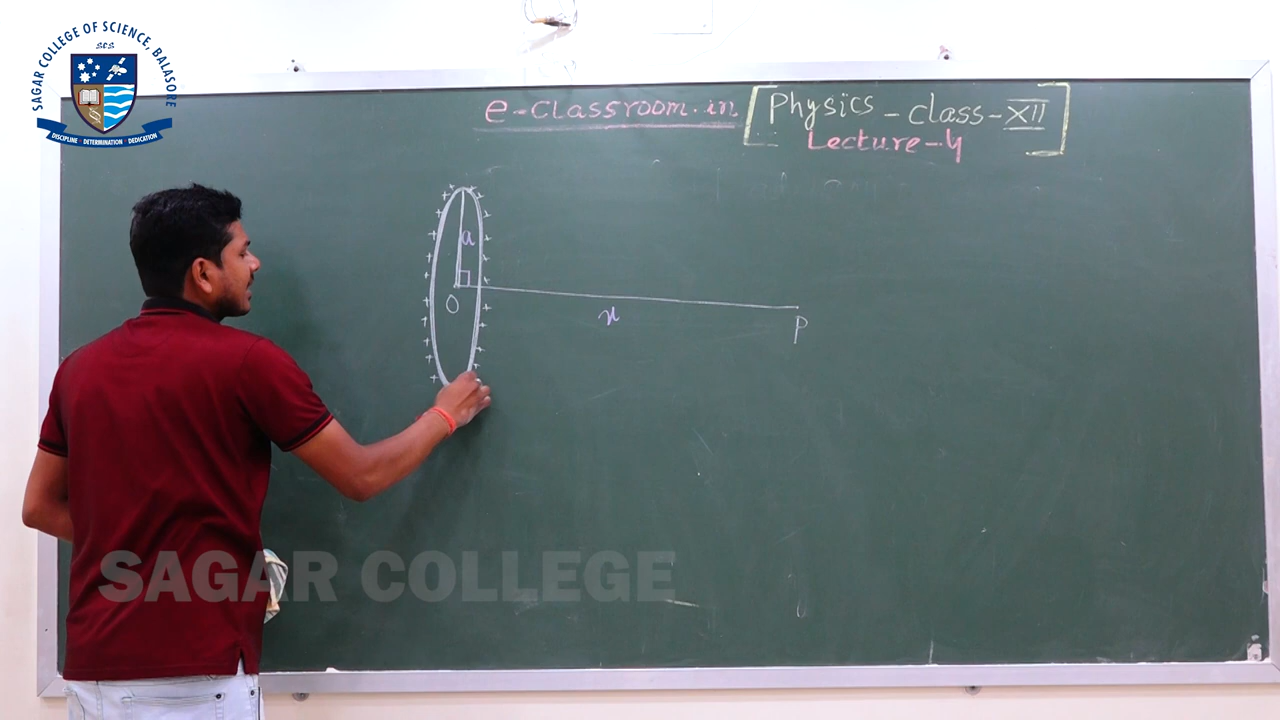 SAGAR COLLEGE OF SCIENCE, BALASORE
SCS
DISCIPLINE DETERMINATION DEDICATION
e-Classroom.in [Physics - class - XII]
Lecture-4
a
O
x
P
SAGAR COLLEGE